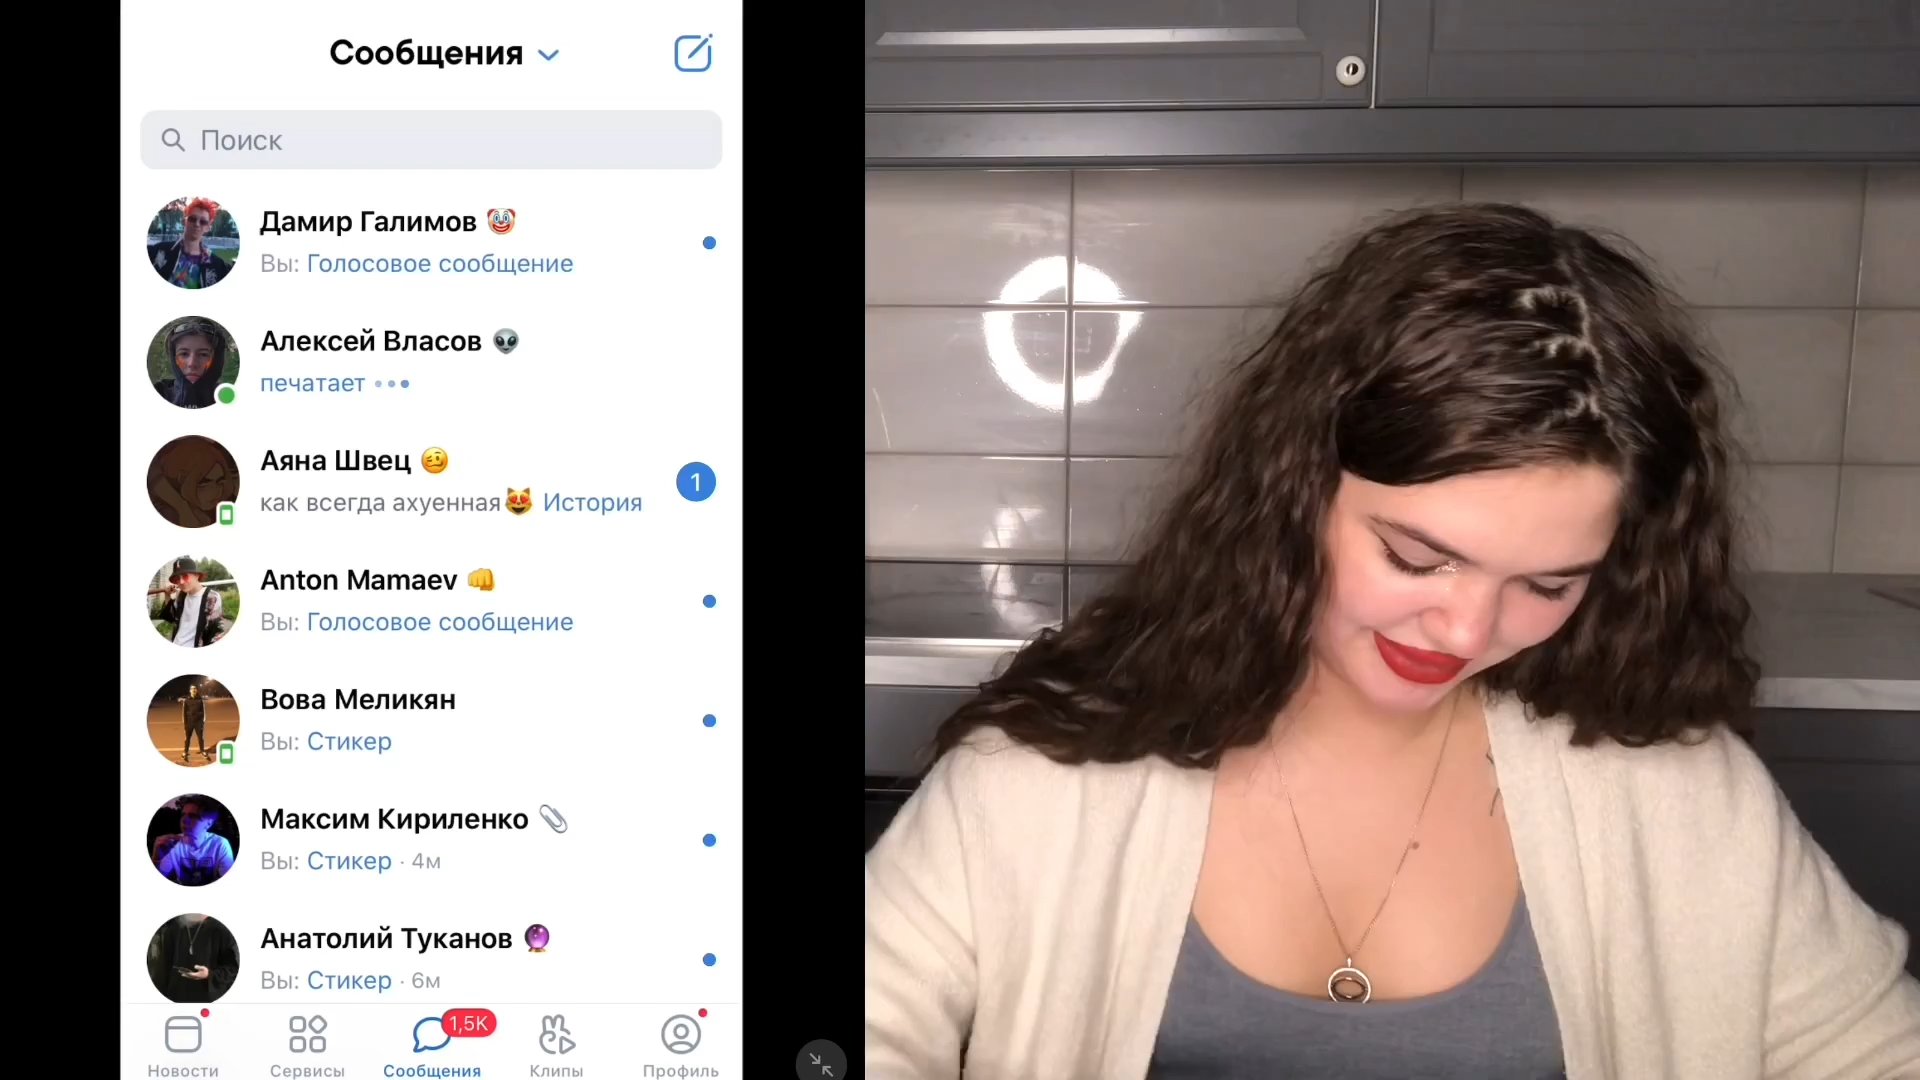 Сообщения
Поиск
Дамир Галимов 🤡
Вы: Голосовое сообщение
Алексей Власов 👽
печатает
Аяна Швец 🥴
как всегда ахуенная😻 История
1
Anton Mamaev 👊
Вы: Голосовое сообщение
Вова Меликян
Вы: Стикер
Максим Кириленко 📎
Вы: Стикер · 4м
Анатолий Туканов 🔮
Вы: Стикер · 6м
1,5K
Новости
Сервисы
Сообщения
Клипы
Профиль